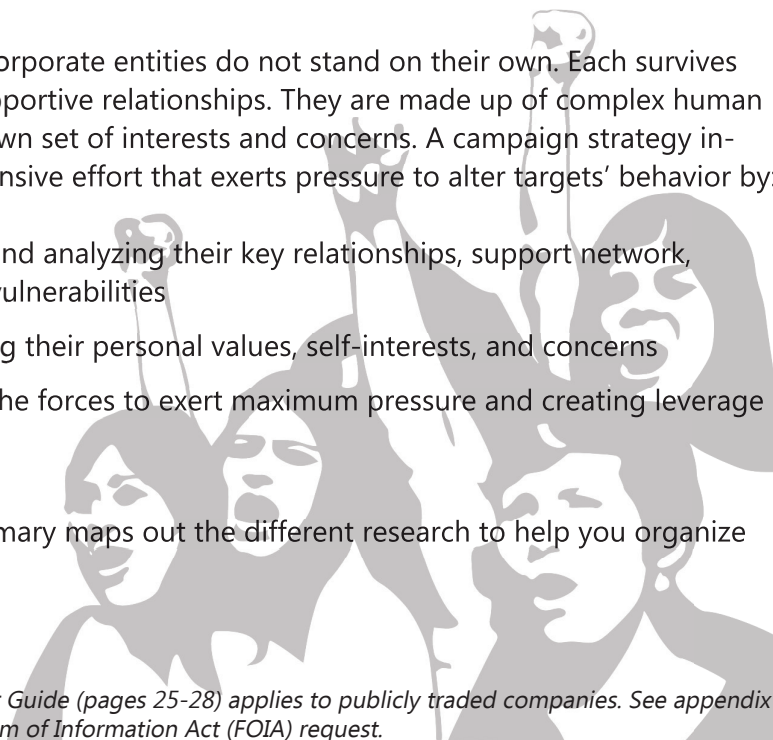 orporate entities do not stand on their own. Each survives
portive relationships. They are made up of complex human
wn set of interests and concerns. A campaign strategy in-
nsive effort that exerts pressure to alter targets’ behavior by:
nd analyzing their key relationships, support network,
vulnerabilities
g their personal values, self-interests, and concerns
he forces to exert maximum pressure and creating leverage
mary maps out the different research to help you organize
Guide (pages 25-28) applies to publicly traded companies. See appendix
m of Information Act (FOIA) request.